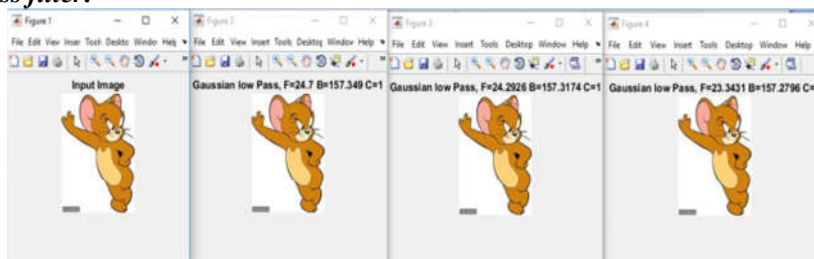 ss filter.
Figure 1
File Edit View Inser Tools Deskto Windo Help
Input Image
Figure 2
File Edit View Insert Tools Desktop Window Help
Gaussian low Pass, F=24.7 B=157.349 C=1
Figure 3
File Edit View Insert Tools Desktop Window Help
Gaussian low Pass, F=24.2926 B=157.3174 C=1
Figure 4
File Edit View Insert Tools Desktop Window Help
Gaussian low Pass, F=23.3431 B=157.2796 C=